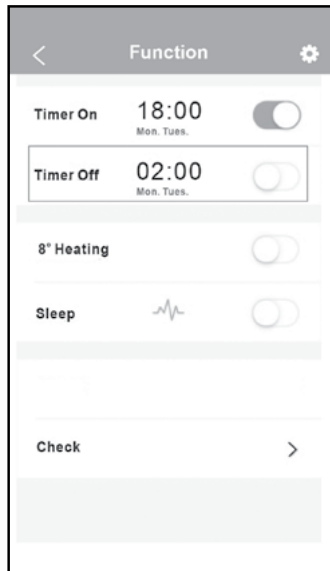 Function
Timer On 18:00
Mon. Tues.
Timer Off 02:00
Mon. Tues.
8° Heating
Sleep
Check